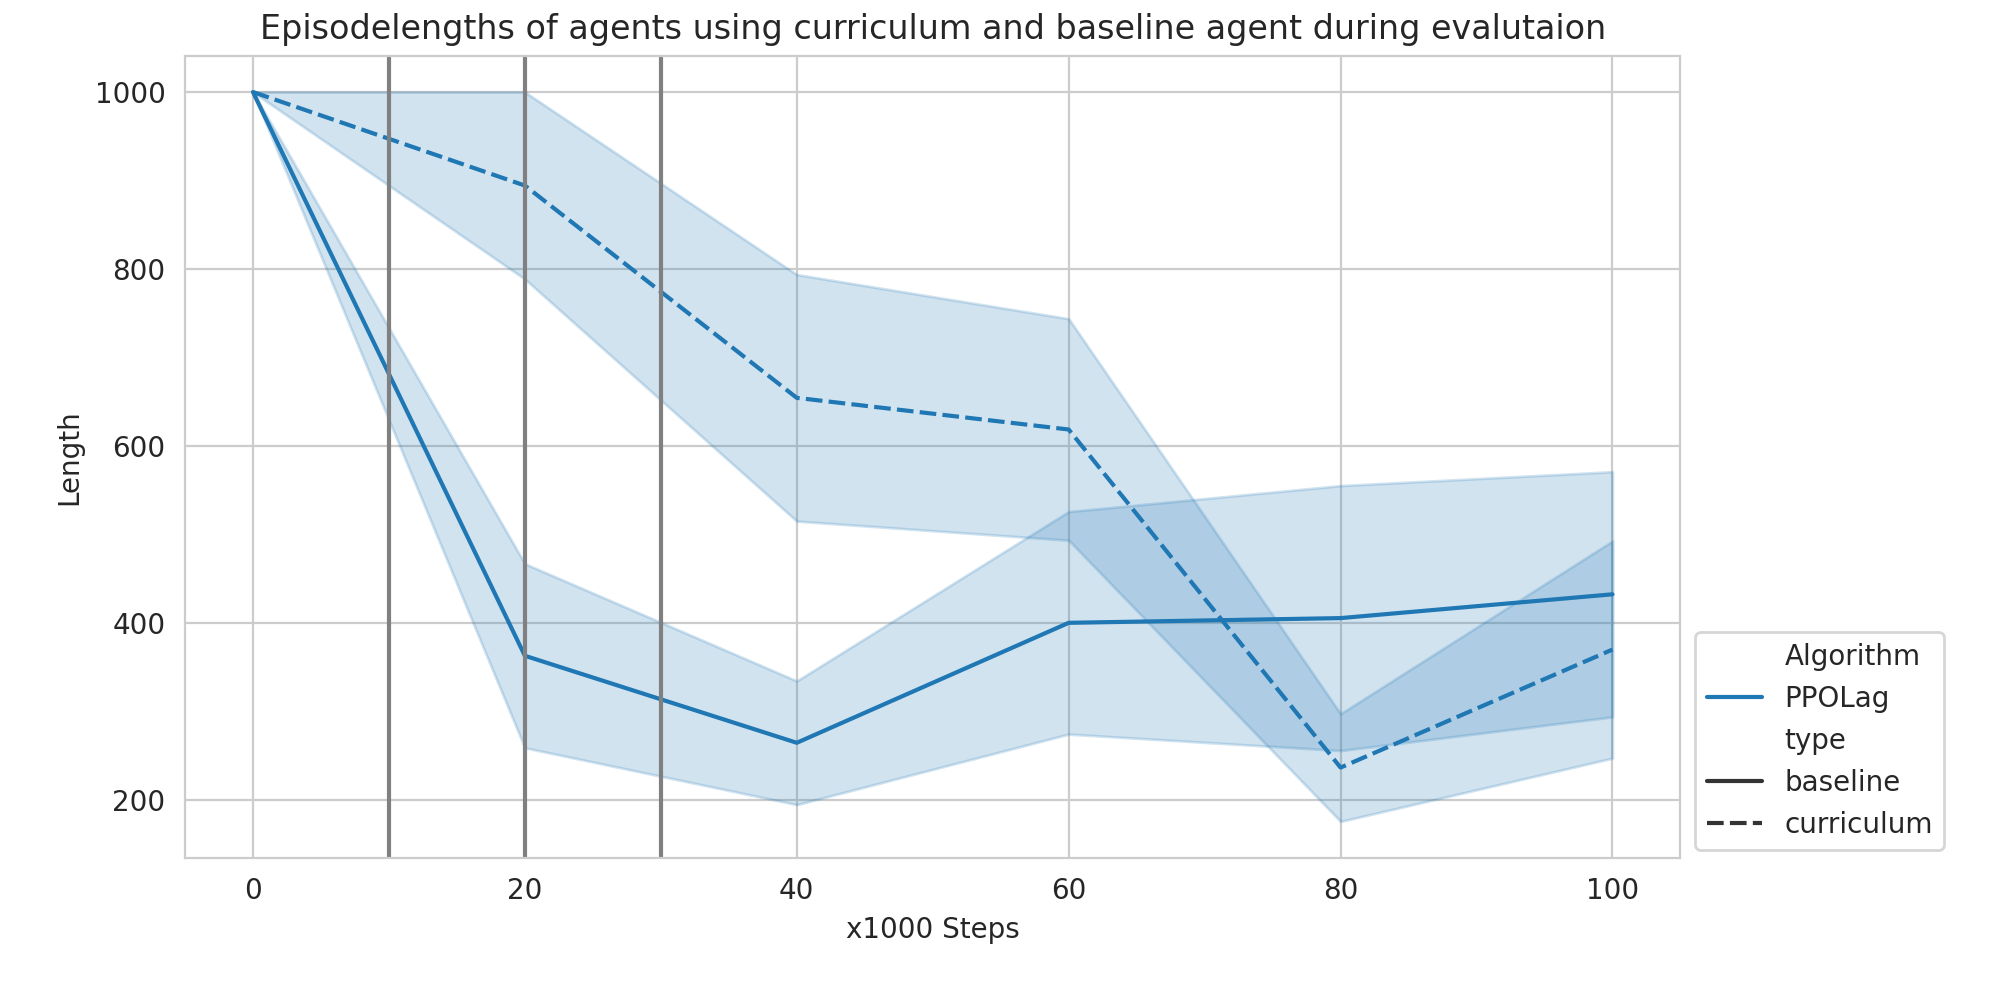 Episodelengths of agents using curriculum and baseline agent during evalutaion
1000
800
600
400
200
Length
0 20 40 60 80 100
x1000 Steps
Algorithm
PPOLag
type
baseline
curriculum